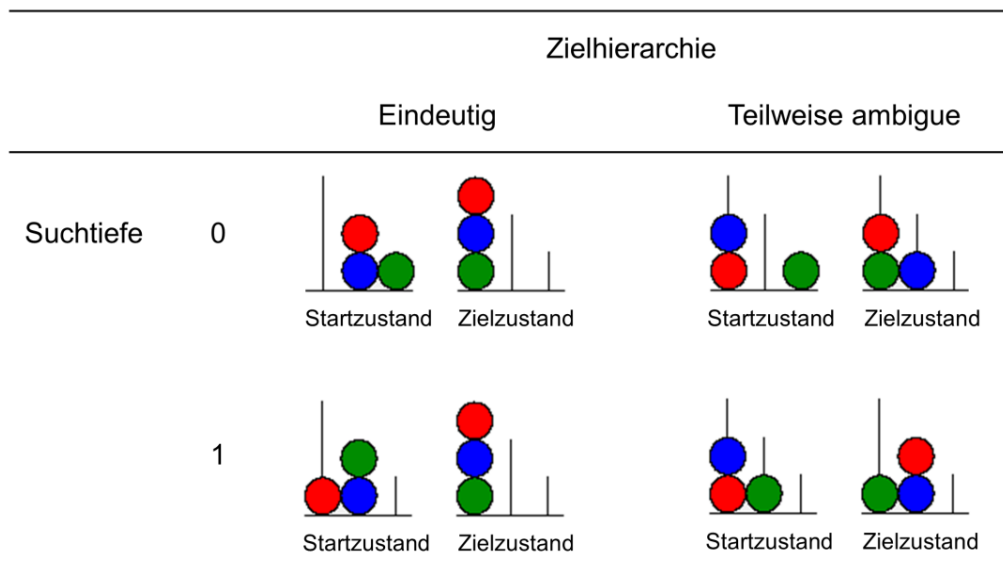 Zielhierarchie
Eindeutig Teilweise ambigue
Suchtiefe 0
Startzustand Zielzustand Startzustand Zielzustand
1
Startzustand Zielzustand Startzustand Zielzustand